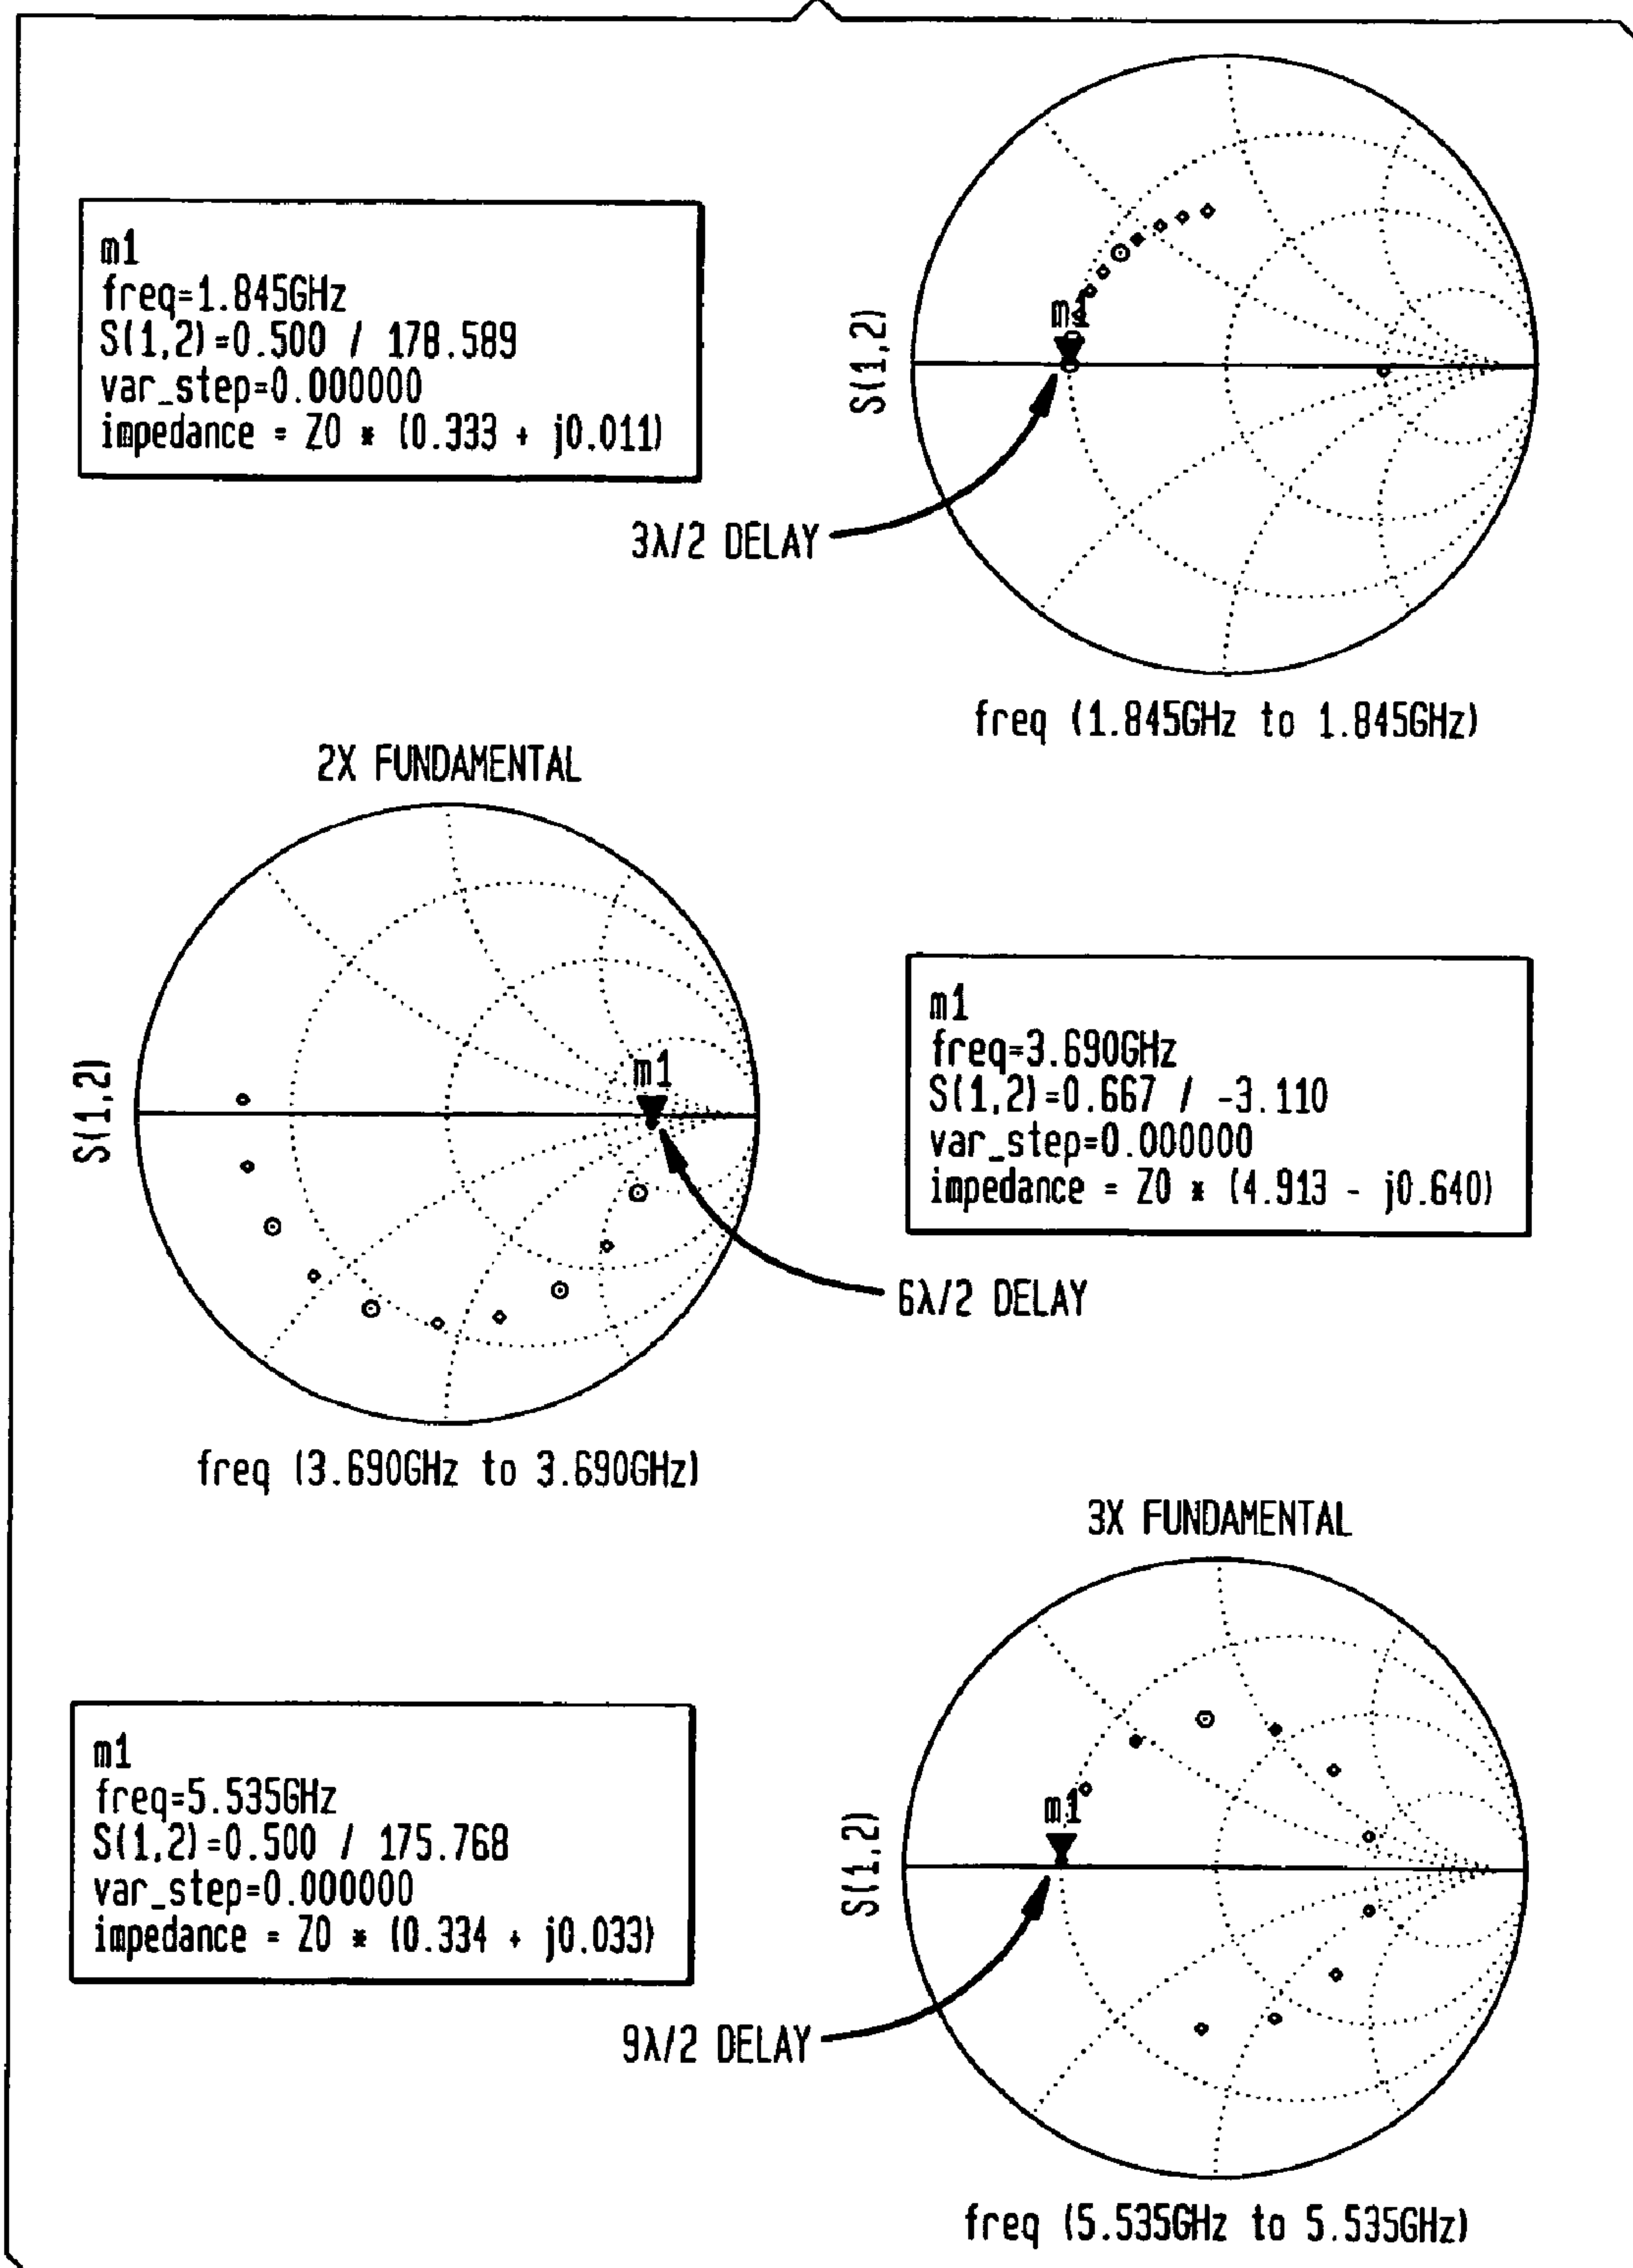 m1
freq=1.845GHz
S(1,2)=0.500 / 178.589
var_step=0.000000
impedance = Z0 * (0.333 + j0.011)
m1
S(1,2)
3λ/2 DELAY
freq (1.845GHz to 1.845GHz)
2X FUNDAMENTAL
m1
S(1,2)
m1
freq=3.690GHz
S(1,2)=0.667 / -3.110
var_step=0.000000
impedance = Z0 * (4.913 - j0.640)
6λ/2 DELAY
freq (3.690GHz to 3.690GHz)
3X FUNDAMENTAL
m1
freq=5.535GHz
S(1,2)=0.500 / 175.768
var_step=0.000000
impedance = Z0 * (0.334 + j0.033)
m1
S(1,2)
9λ/2 DELAY
freq (5.535GHz to 5.535GHz)